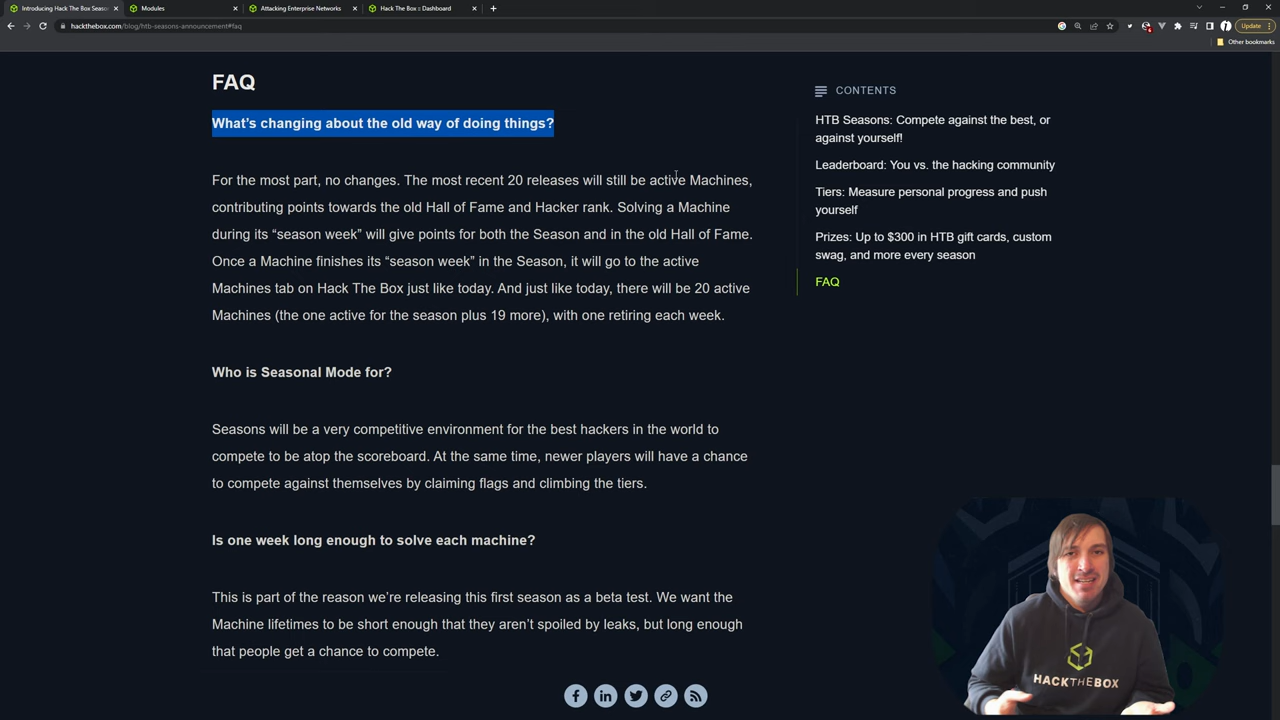 Introducing Hack The Box Seaso
Modules
Attacking Enterprise Networks
Hack The Box :: Dashboard
hackthebox.com/blog/htb-seasons-announcement#faq
Update
Other bookmarks
FAQ
What's changing about the old way of doing things?
For the most part, no changes. The most recent 20 releases will still be active Machines,
contributing points towards the old Hall of Fame and Hacker rank. Solving a Machine
during its “season week” will give points for both the Season and in the old Hall of Fame.
Once a Machine finishes its “season week” in the Season, it will go to the active
Machines tab on Hack The Box just like today. And just like today, there will be 20 active
Machines (the one active for the season plus 19 more), with one retiring each week.
Who is Seasonal Mode for?
Seasons will be a very competitive environment for the best hackers in the world to
compete to be atop the scoreboard. At the same time, newer players will have a chance
to compete against themselves by claiming flags and climbing the tiers.
Is one week long enough to solve each machine?
This is part of the reason we’re releasing this first season as a beta test. We want the
Machine lifetimes to be short enough that they aren’t spoiled by leaks, but long enough
that people get a chance to compete.
CONTENTS
HTB Seasons: Compete against the best, or
against yourself!
Leaderboard: You vs. the hacking community
Tiers: Measure personal progress and push
yourself
Prizes: Up to $300 in HTB gift cards, custom
swag, and more every season
FAQ
HACKTHEBOX